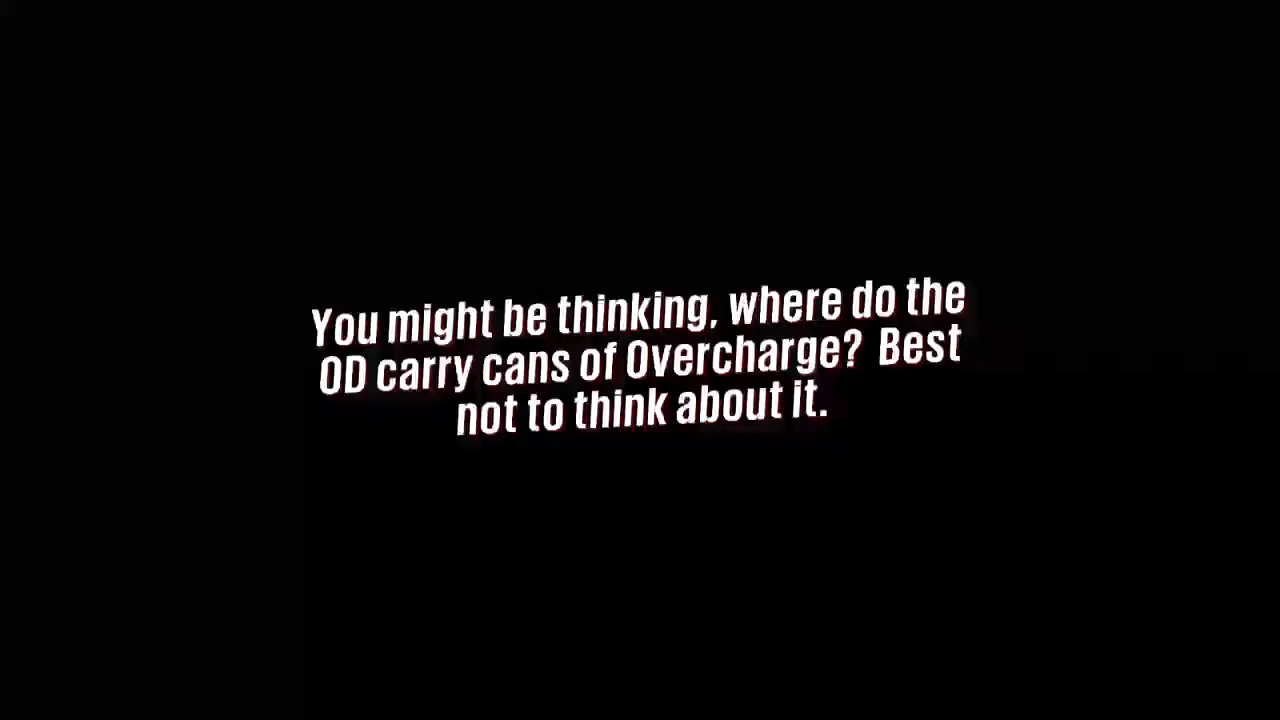 You might be thinking, where do the
OD carry cans of Overcharge? Best
not to think about it.